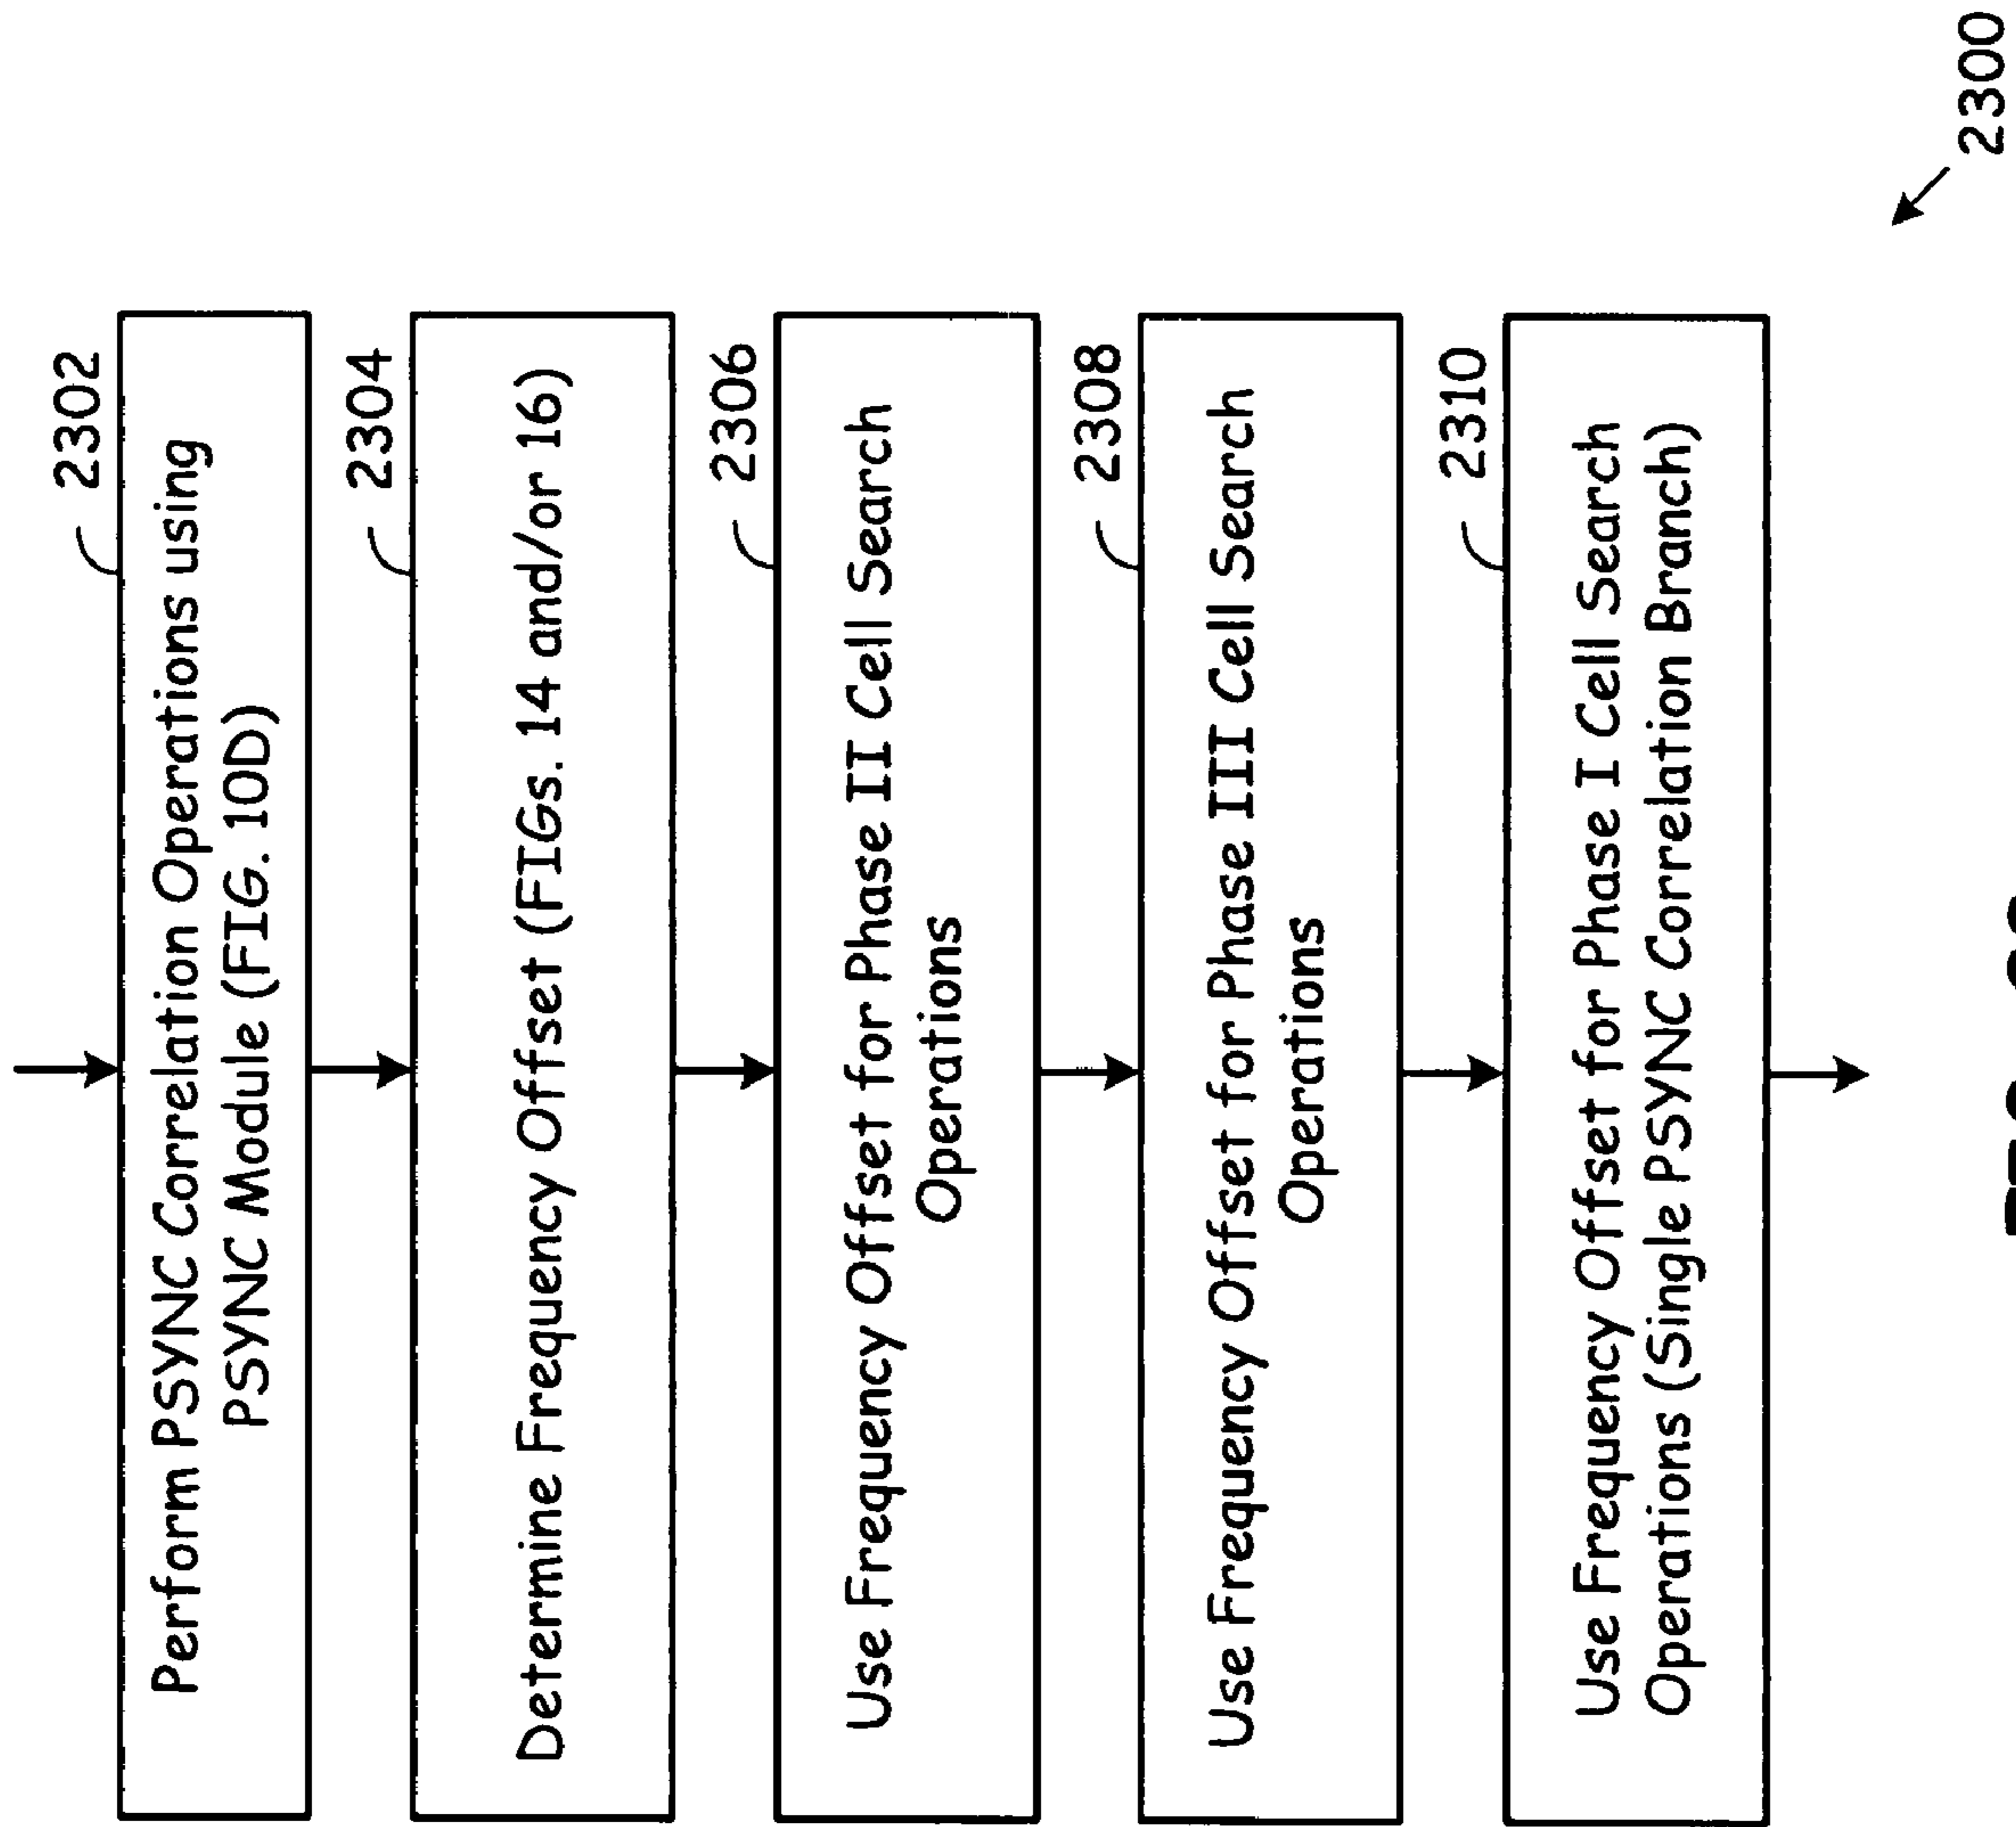 2302
Perform PSYNC Correlation Operations using
PSYNC Module (FIG. 10D)
2304
Determine Frequency Offset (FIGs. 14 and/or 16)
2306
Use Frequency Offset for Phase II Cell Search
Operations
2308
Use Frequency Offset for Phase III Cell Search
Operations
2310
Use Frequency Offset for Phase I Cell Search
Operations (Single PSYNC Correlation Branch)
2300